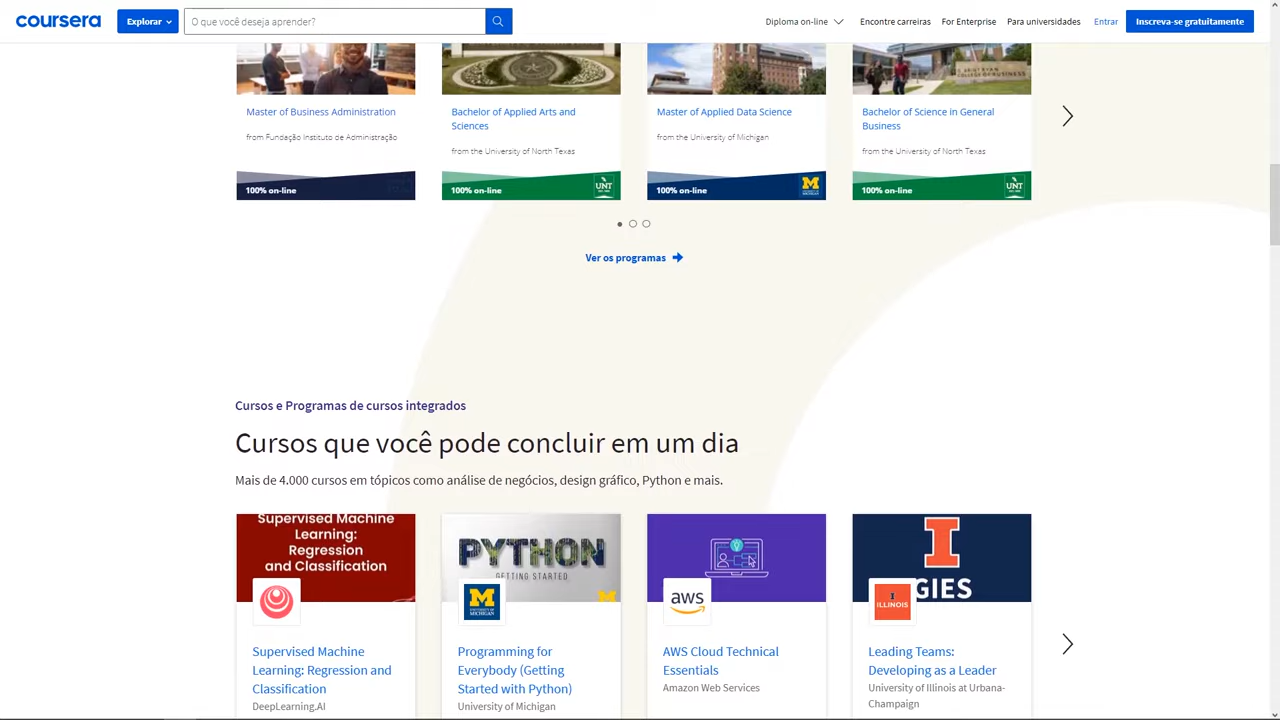 coursera
Explorar
O que você deseja aprender?
Diploma on-line
Encontre carreiras
For Enterprise
Para universidades
Entrar
Inscreva-se gratuitamente
Master of Business Administration
from Fundação Instituto de Administração
100% on-line
Bachelor of Applied Arts and
Sciences
from the University of North Texas
100% on-line
UNT
Master of Applied Data Science
from the University of Michigan
100% on-line
M
Bachelor of Science in General
Business
from the University of North Texas
100% on-line
UNT
Ver os programas
Cursos e Programas de cursos integrados
Cursos que você pode concluir em um dia
Mais de 4.000 cursos em tópicos como análise de negócios, design gráfico, Python e mais.
Supervised Machine
Learning:
Regression
and Classification
Supervised Machine
Learning: Regression and
Classification
DeepLearning.AI
PYTHON
GETTING STARTED
M
Programming for
Everybody (Getting
Started with Python)
University of Michigan
aws
AWS Cloud Technical
Essentials
Amazon Web Services
I
GIES
I
ILLINOIS
Leading Teams:
Developing as a Leader
University of Illinois at Urbana-
Champaign